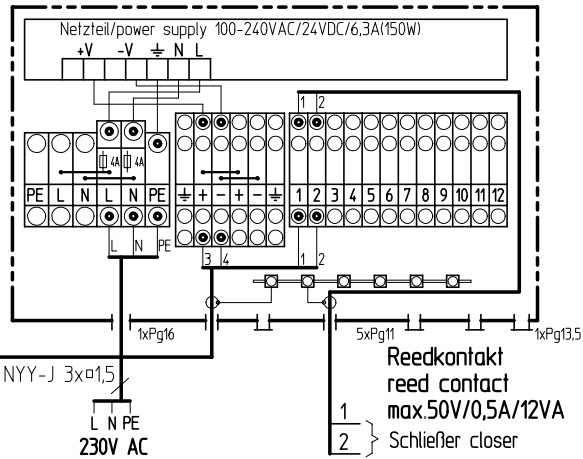 Netzteil/power supply 100-240VAC/24VDC/6,3A(150W)
+V -V N L
1 2
4A 4A
PE L N L N PE + - + - 1 2 3 4 5 6 7 8 9 10 11 12
L N PE 3 4 1 2
1xPg16 5xPg11 1xPg13,5
NYY-J 3x¤1,5
L N PE
230V AC
Reedkontakt
reed contact
max.50V/0,5A/12VA
1
2 Schließer closer